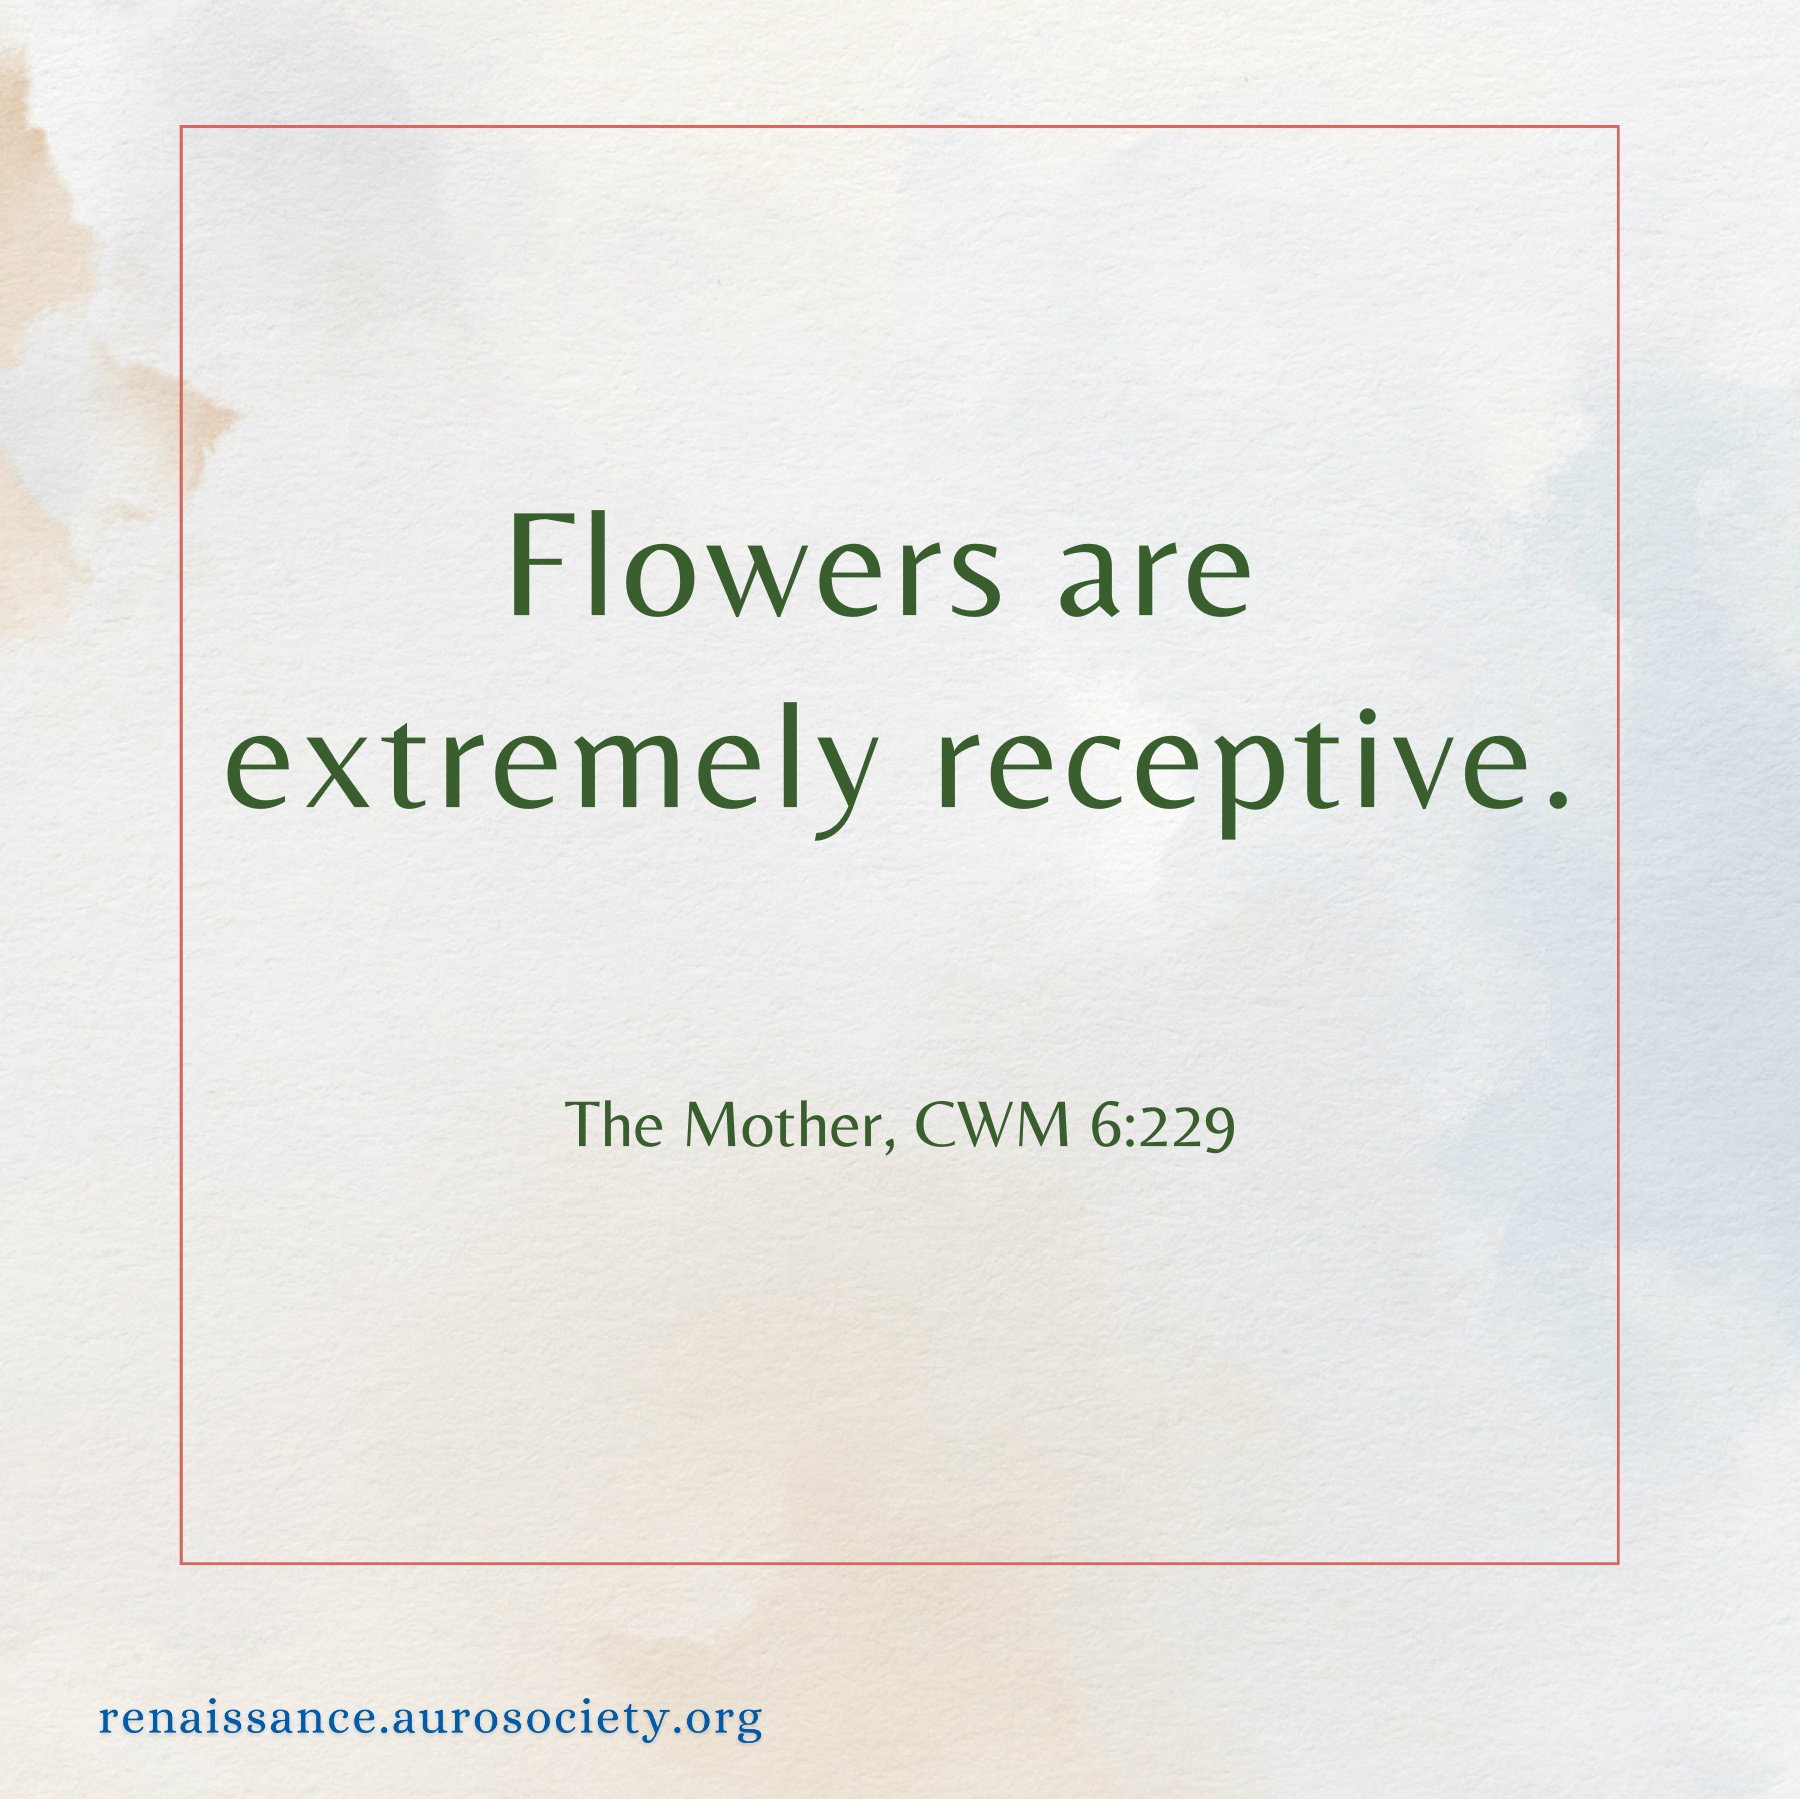 Flowers are
extremely receptive.
The Mother, CWM 6:229
renaissance.aurosociety.org